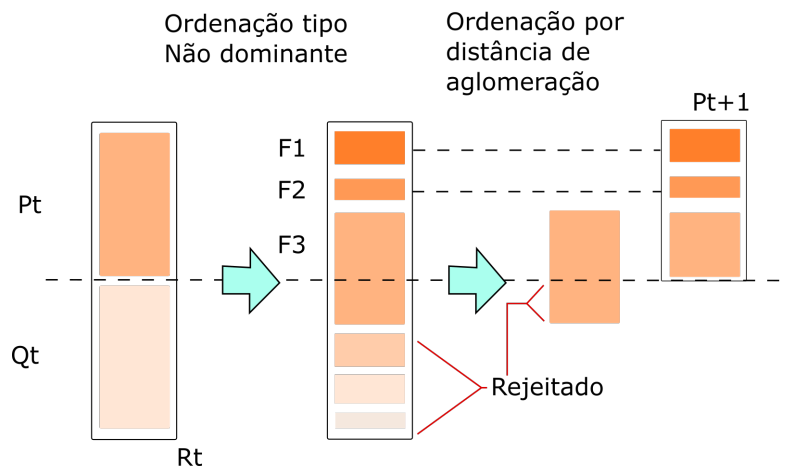 Ordenação tipo
Não dominante
Ordenação por
distância de
aglomeração
Pt+1
F1
F2
Pt
F3
Qt
Rejeitado
Rt